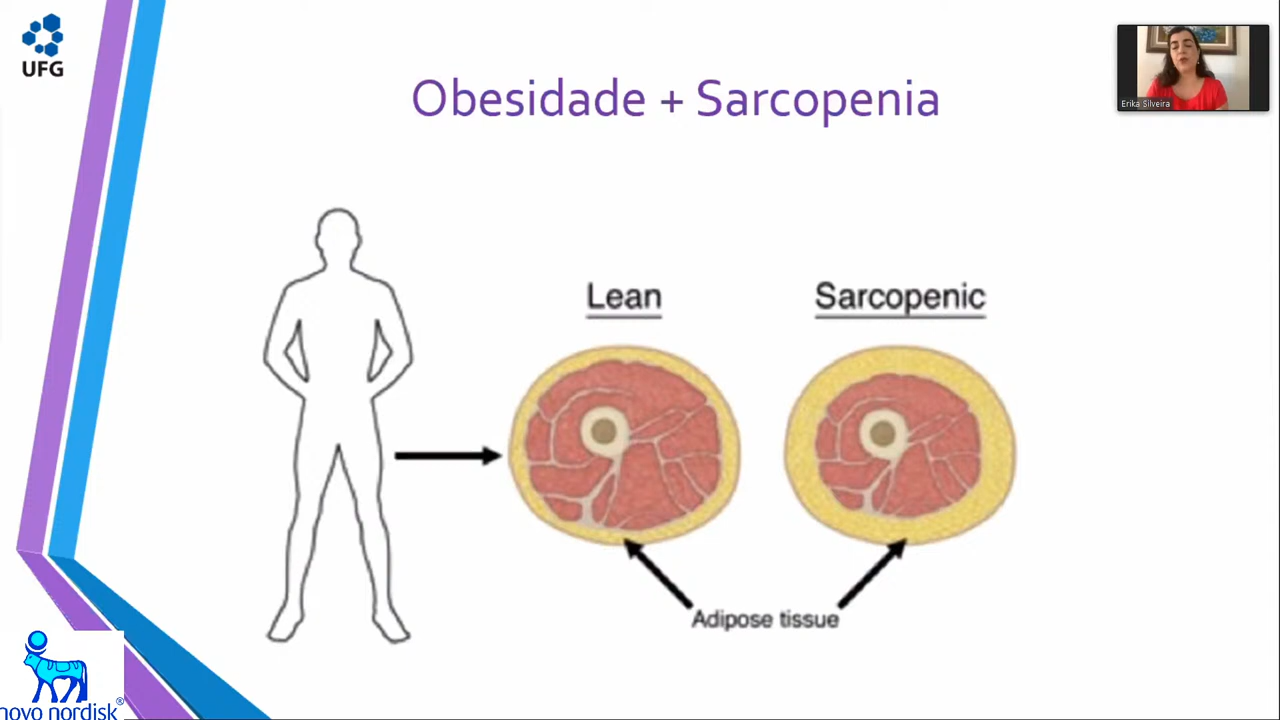 UFG
Obesidade + Sarcopenia
Erika Silveira
Lean
Sarcopenic
Adipose tissue
novo nordisk®